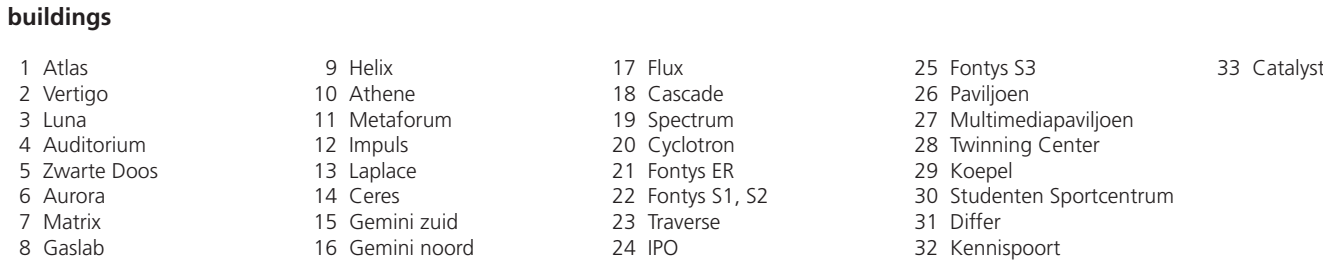 buildings
1 Atlas
2 Vertigo
3 Luna
4 Auditorium
5 Zwarte Doos
6 Aurora
7 Matrix
8 Gaslab
9 Helix
10 Athene
11 Metaforum
12 Impuls
13 Laplace
14 Ceres
15 Gemini zuid
16 Gemini noord
17 Flux
18 Cascade
19 Spectrum
20 Cyclotron
21 Fontys ER
22 Fontys S1, S2
23 Traverse
24 IPO
25 Fontys S3
26 Paviljoen
27 Multimediapaviljoen
28 Twinning Center
29 Koepel
30 Studenten Sportcentrum
31 Differ
32 Kennispoort
33 Catalyst